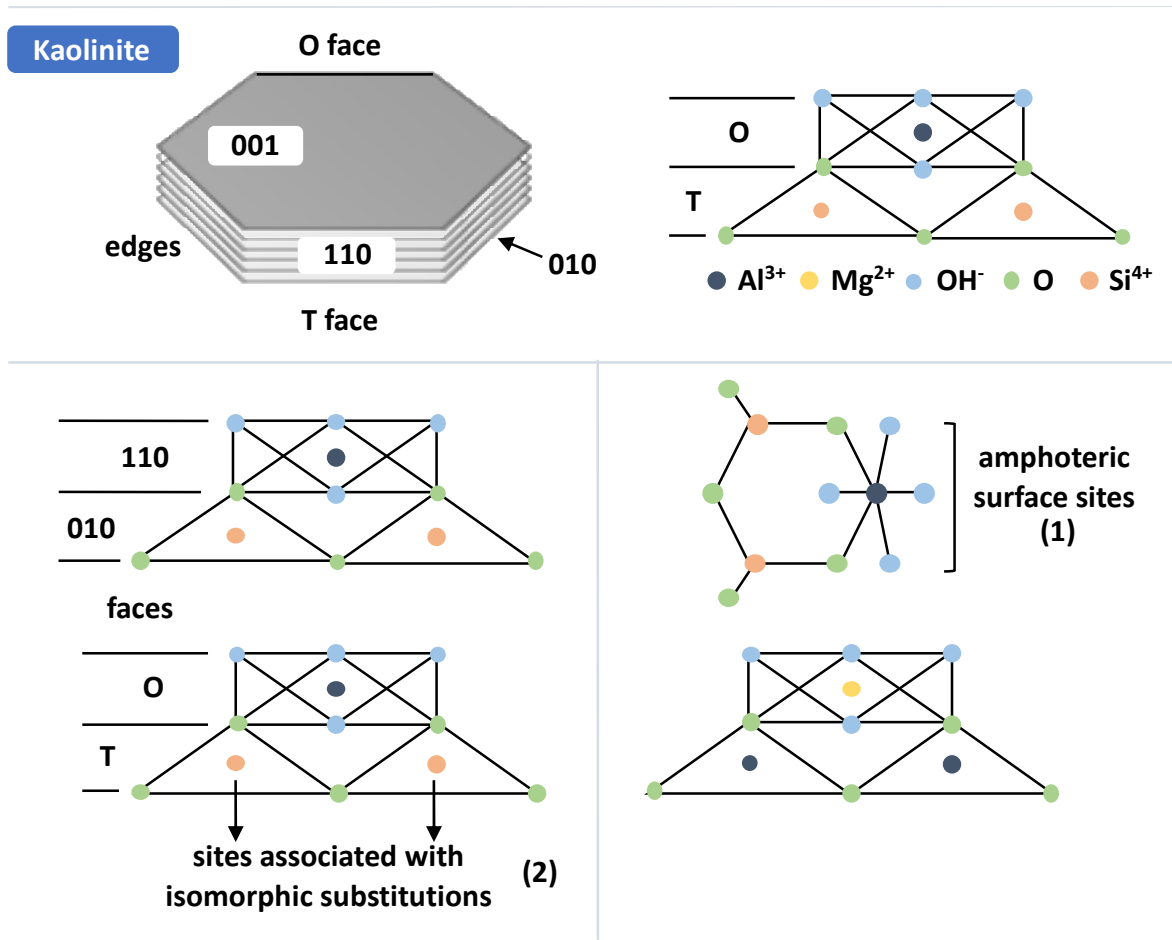 Kaolinite
O face
001
edges
110
010
T face
O
T
Al³⁺ Mg²⁺ OH⁻ O Si⁴⁺
110
010
faces
O
T
sites associated with
isomorphic substitutions
(2)
amphoteric
surface sites
(1)